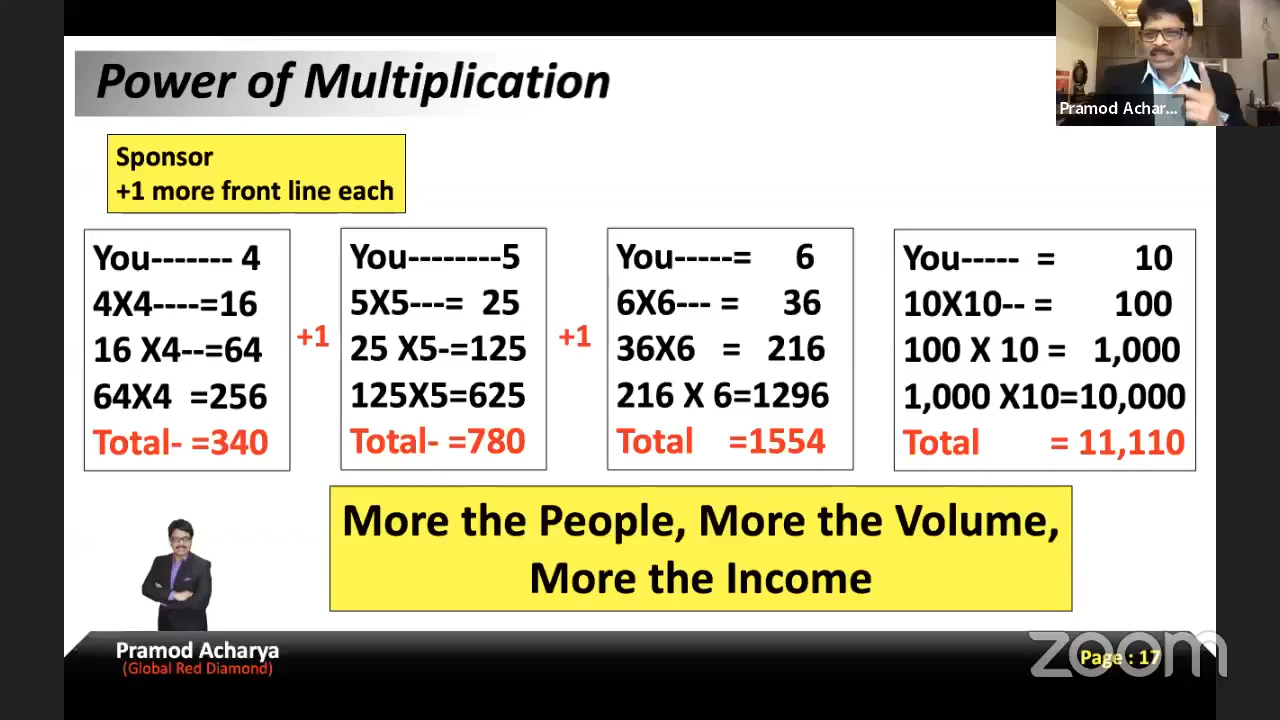 Power of Multiplication
Pramod Achar...
Sponsor
+1 more front line each
You------- 4
4X4----=16
16 X4--=64
64X4 =256
Total- =340
+1
You--------5
5X5---= 25
25 X5-=125
125X5=625
Total- =780
+1
You-----= 6
6X6--- = 36
36X6 = 216
216 X 6=1296
Total =1554
You----- = 10
10X10-- = 100
100 X 10 = 1,000
1,000 X10=10,000
Total = 11,110
More the People, More the Volume,
More the Income
Pramod Acharya
(Global Red Diamond)
zoom
Page : 17